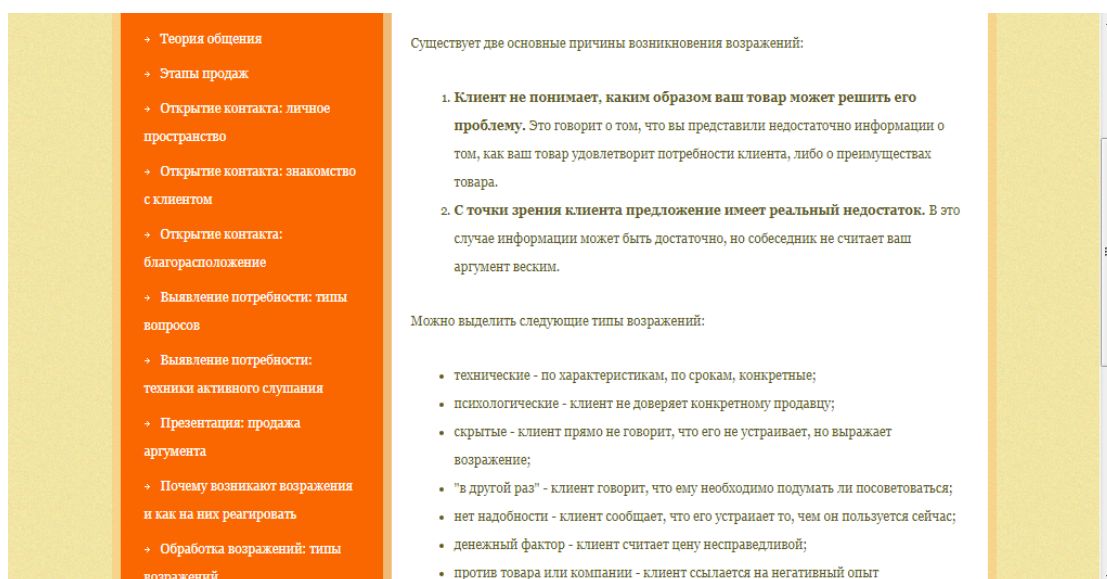 → Теория общения
→ Этапы продаж
→ Открытие контакта: личное
пространство
→ Открытие контакта: знакомство
с клиентом
→ Открытие контакта:
благорасположение
→ Выявление потребности: типы
вопросов
→ Выявление потребности:
техники активного слушания
→ Презентация: продажа
аргумента
→ Почему возникают возражения
и как на них реагировать
→ Обработка возражений: типы
возражений
Существует две основные причины возникновения возражений:
1. Клиент не понимает, каким образом ваш товар может решить его
проблему. Это говорит о том, что вы представили недостаточно информации о
том, как ваш товар удовлетворит потребности клиента, либо о преимуществах
товара.
2. С точки зрения клиента предложение имеет реальный недостаток. В это
случае информации может быть достаточно, но собеседник не считает ваш
аргумент веским.
Можно выделить следующие типы возражений:
• технические - по характеристикам, по срокам, конкретные;
• психологические - клиент не доверяет конкретному продавцу;
• скрытые - клиент прямо не говорит, что его не устраивает, но выражает
возражение;
• "в другой раз" - клиент говорит, что ему необходимо подумать ли посоветоваться;
• нет надобности - клиент сообщает, что его устраиает то, чем он пользуется сейчас;
• денежный фактор - клиент считает цену несправедливой;
• против товара или компании - клиент ссылается на негативный опыт